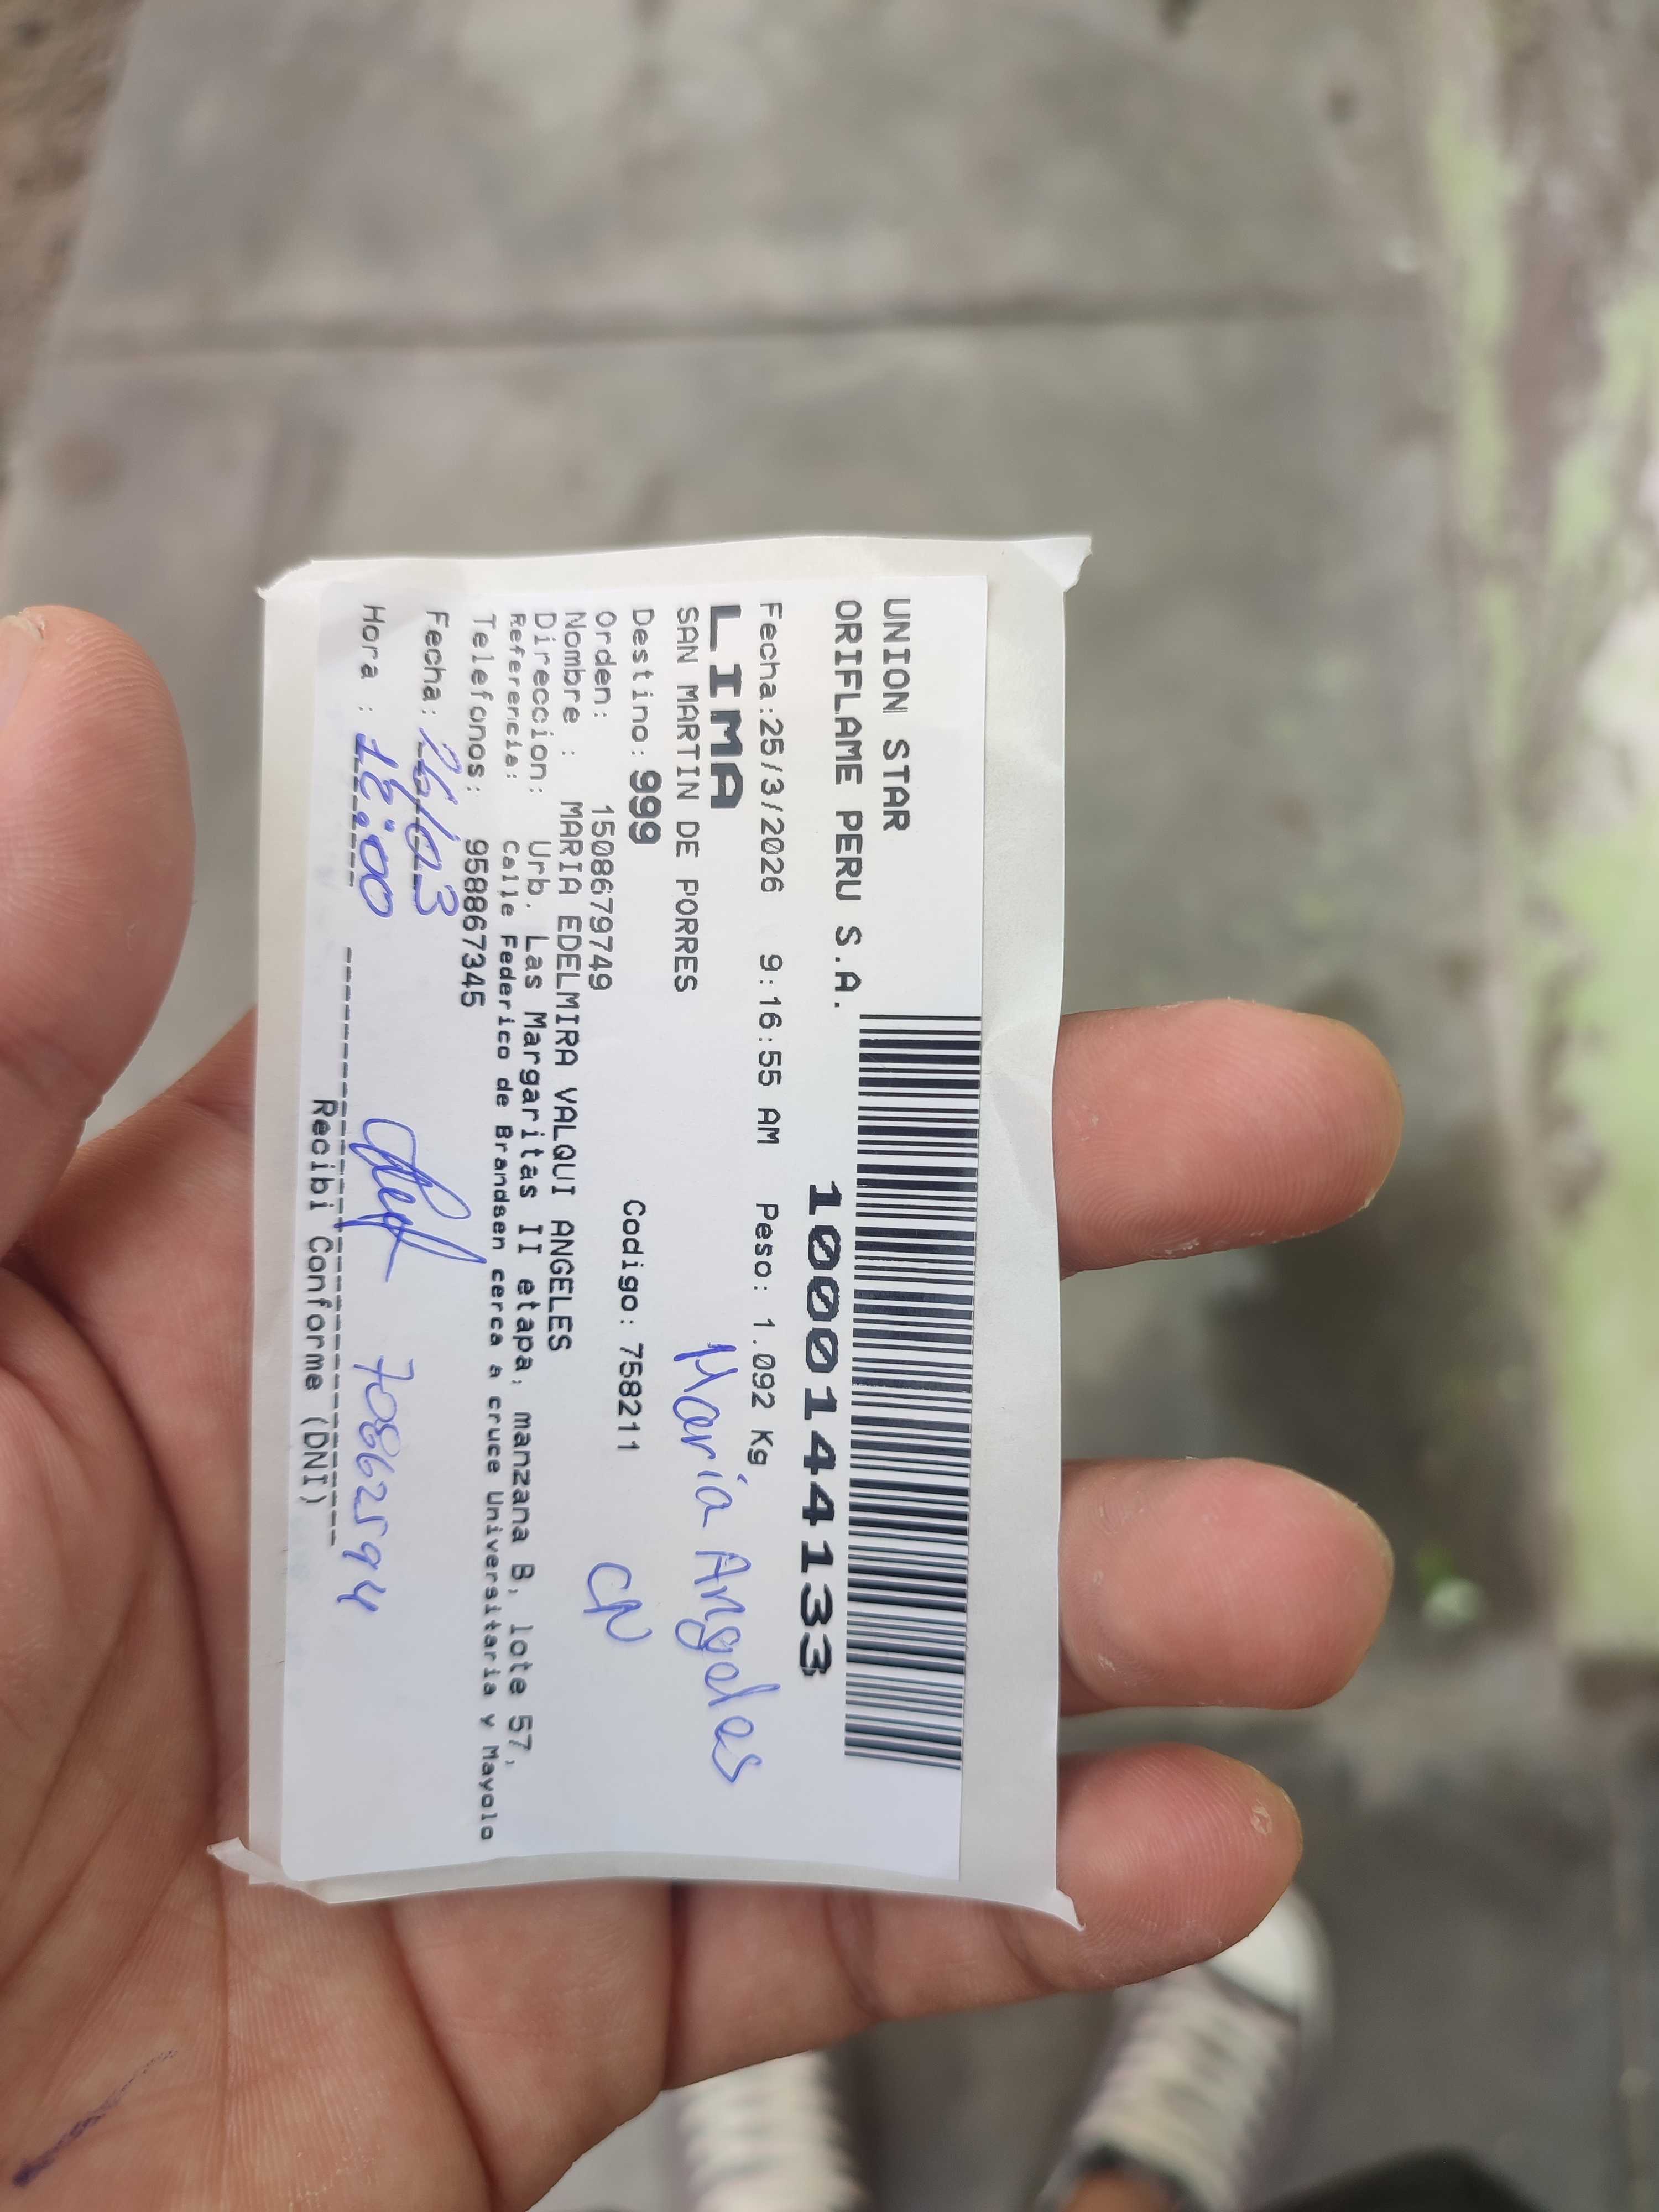 UNION STAR
ORIFLAME PERU S.A.
10001444133
Fecha:25/3/2026 9:16:55 AM Peso: 1.092 Kg
LIMA
SAN MARTIN DE PORRES
María Angeles
Destino: 999 Codigo: 758211
CN
Orden: 1508679749
Nombre : MARIA EDELMIRA VALQUI ANGELES
Direccion: Urb. Las Margaritas II etapa, manzana B, lote 57,
Referencia: Calle Federico de Brandsen cerca a cruce Universitaria y Mayolo
Telefonos: 958867345
Fecha: 26/03
Hora : 18:00 70862594
Recibi Conforme (DNI)